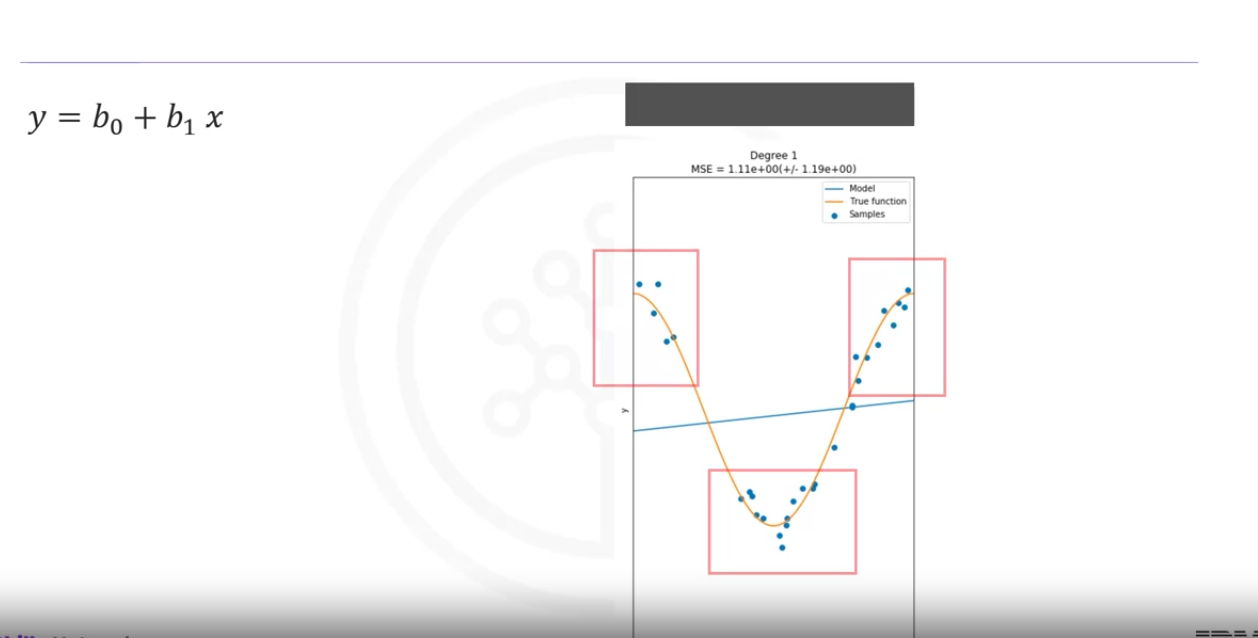 y = b₀ + b₁ x
Degree 1
MSE = 1.11e+00(+/- 1.19e+00)
Model
True function
Samples
y